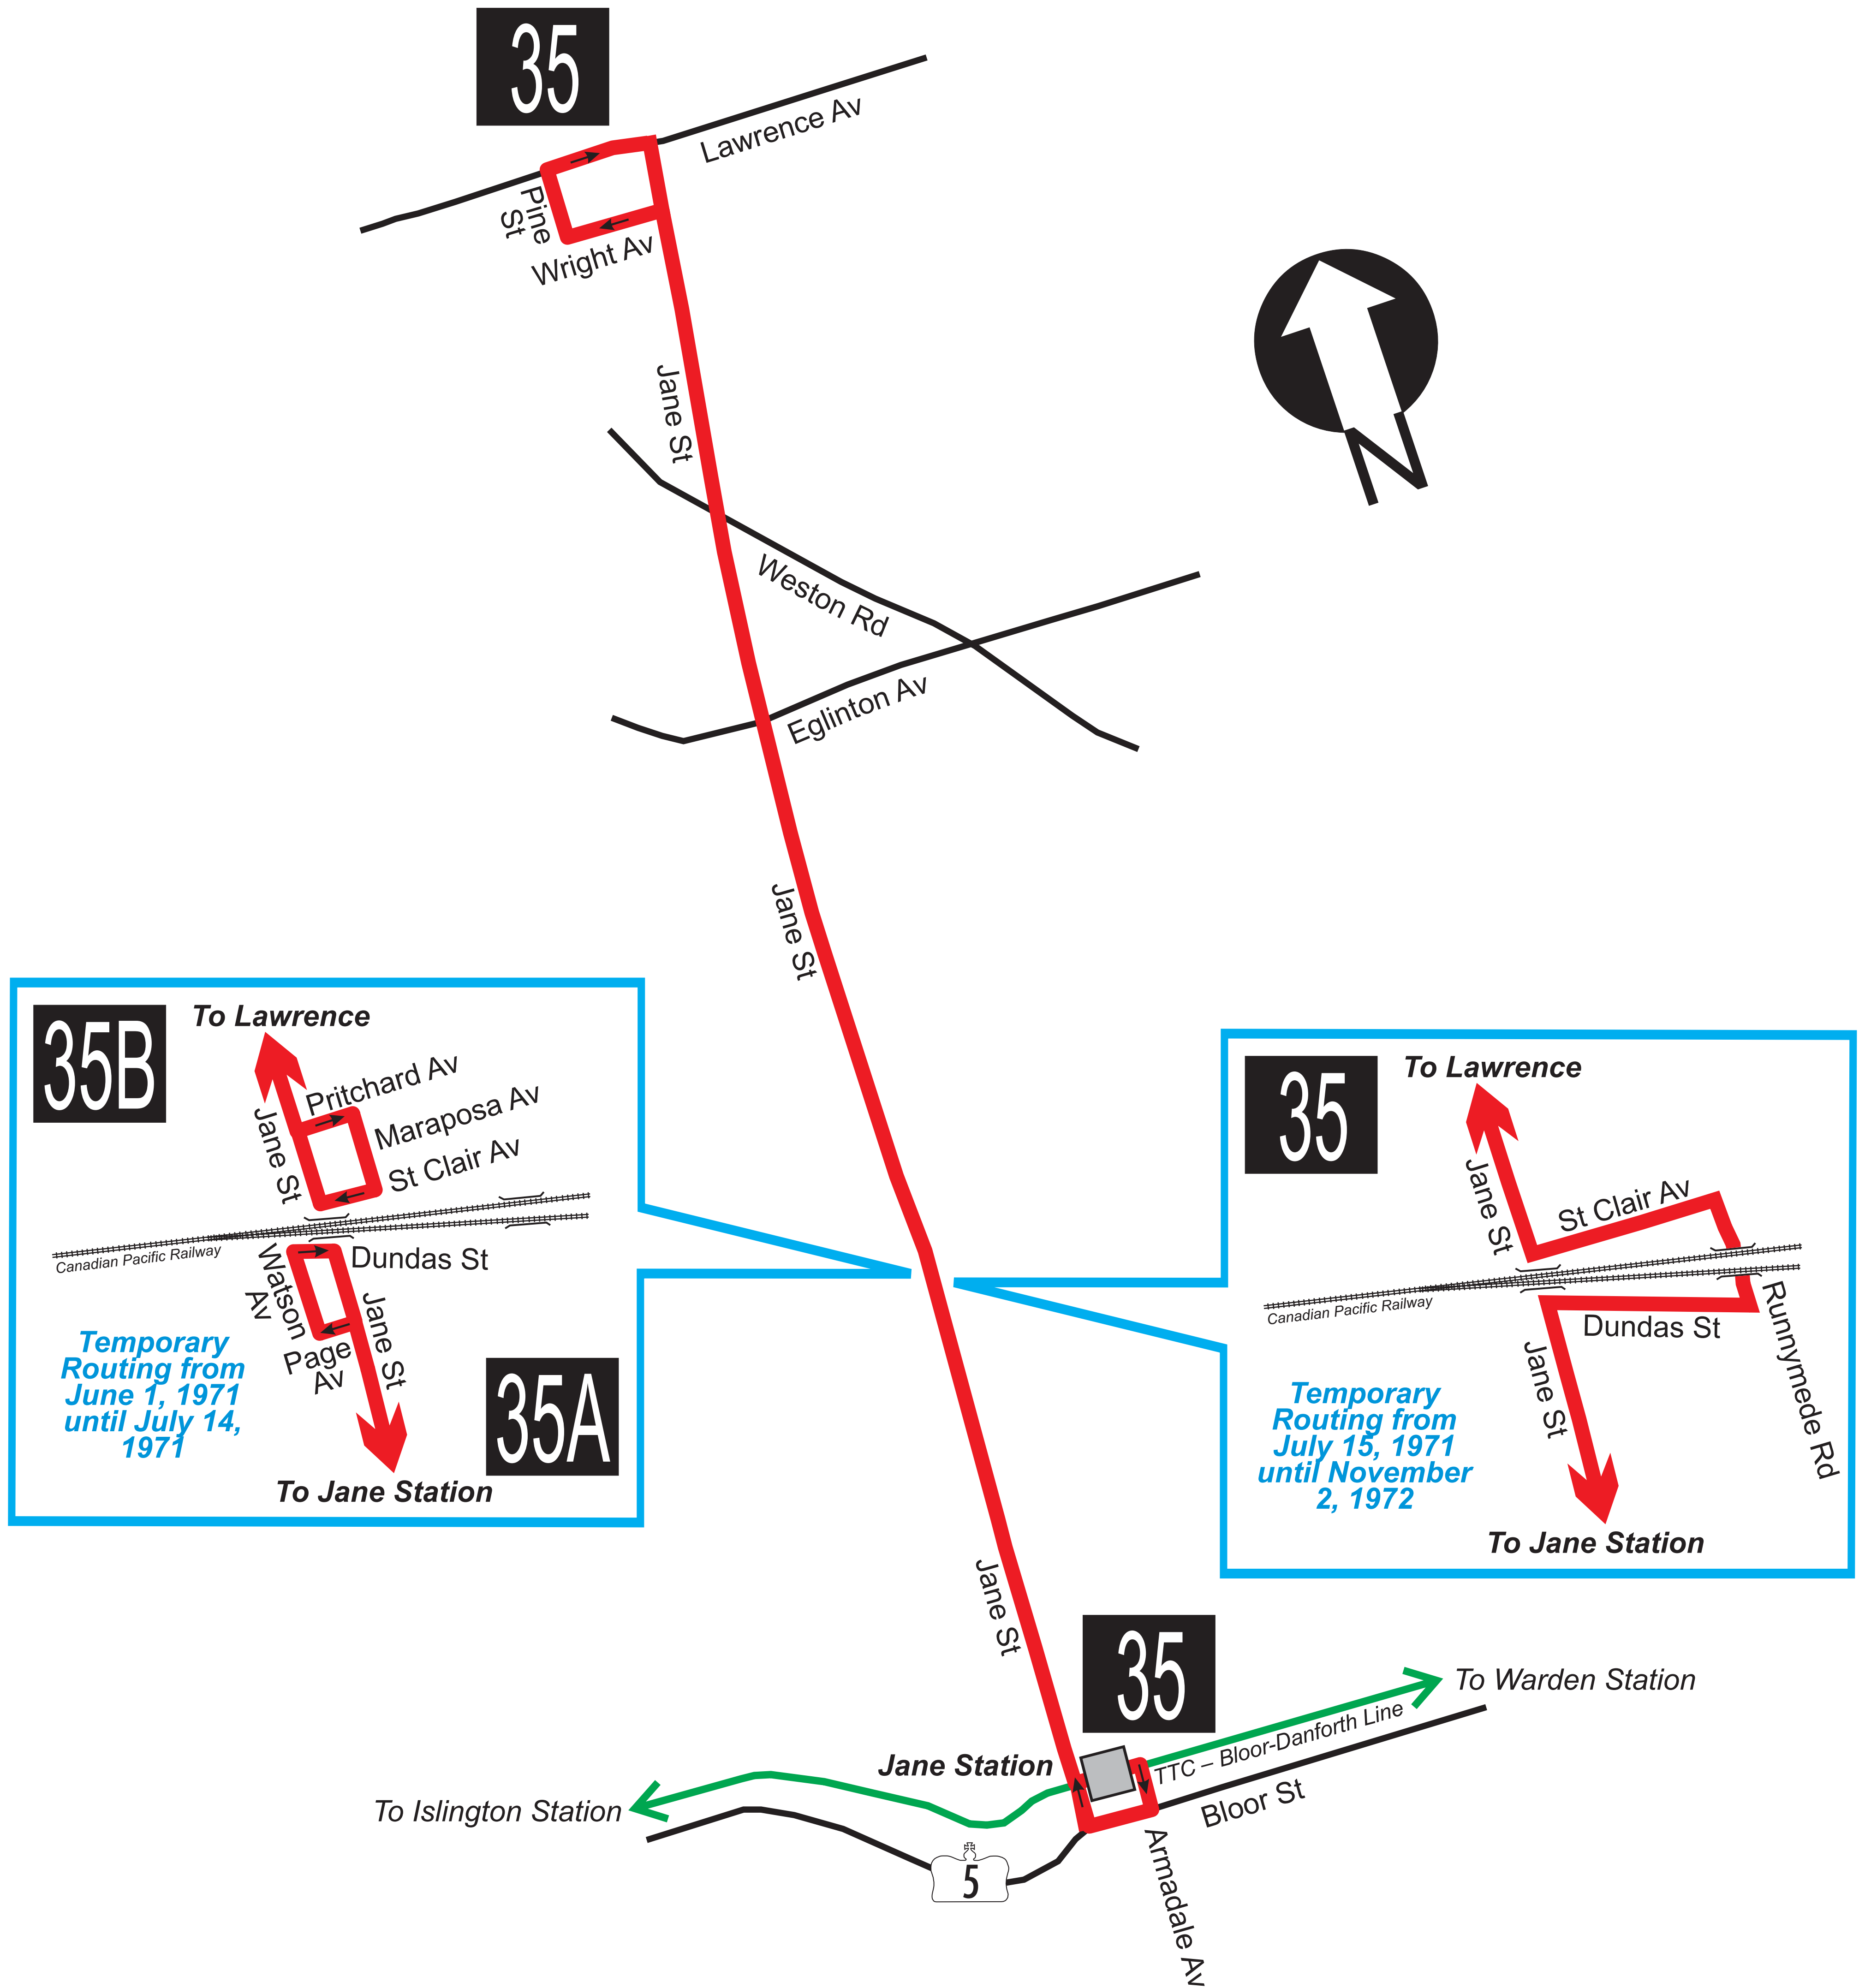 35
Lawrence Av
Pine
St
Wright Av
Jane St
Weston Rd
Eglinton Av
Jane St
35B
To Lawrence
Pritchard Av
Maraposa Av
St Clair Av
Jane St
Canadian Pacific Railway
Dundas St
Watson
Av
Jane St
Page
Av
Temporary
Routing from
June 1, 1971
until July 14,
1971
35A
To Jane Station
35
To Lawrence
Jane St
St Clair Av
Canadian Pacific Railway
Dundas St
Runnymede Rd
Jane St
Temporary
Routing from
July 15, 1971
until November
2, 1972
To Jane Station
Jane St
35
To Warden Station
TTC – Bloor-Danforth Line
Jane Station
To Islington Station
Bloor St
5
Armadale Av
N